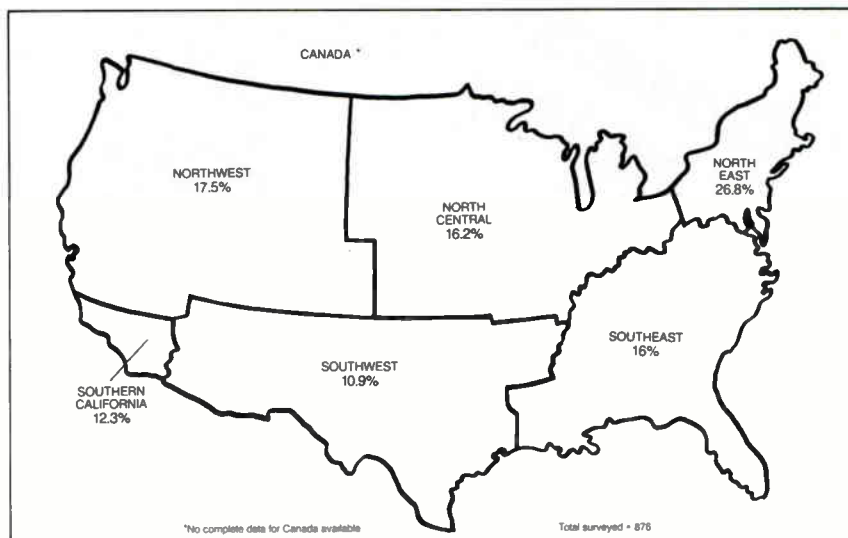 CANADA *
NORTHWEST
17.5%
NORTH
CENTRAL
16.2%
NORTH
EAST
26.8%
SOUTHEAST
16%
SOUTHWEST
10.9%
SOUTHERN
CALIFORNIA
12.3%
*No complete data for Canada available
Total surveyed • 876